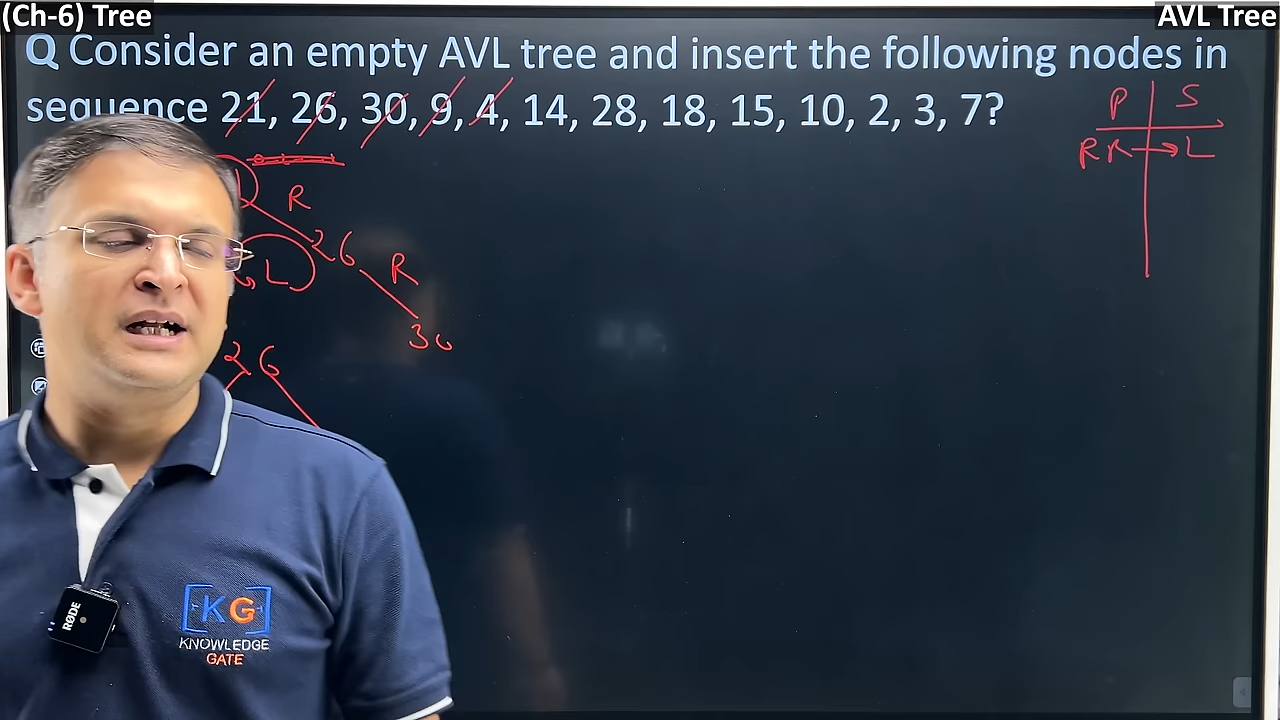 (Ch-6) Tree
AVL Tree
Q Consider an empty AVL tree and insert the following nodes in
sequence 21, 26, 30, 9, 4, 14, 28, 18, 15, 10, 2, 3, 7?
P S
RR → L
R
26
L
R
30
26
RODE
KG
KNOWLEDGE
GATE